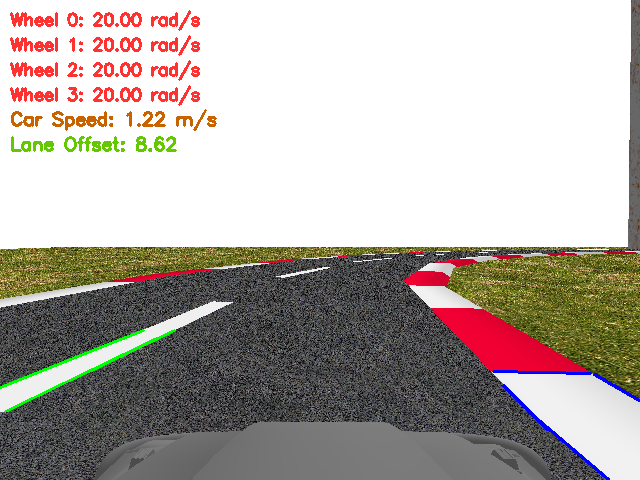 Wheel 0: 20.00 rad/s
Wheel 1: 20.00 rad/s
Wheel 2: 20.00 rad/s
Wheel 3: 20.00 rad/s
Car Speed: 1.22 m/s
Lane Offset: 8.62